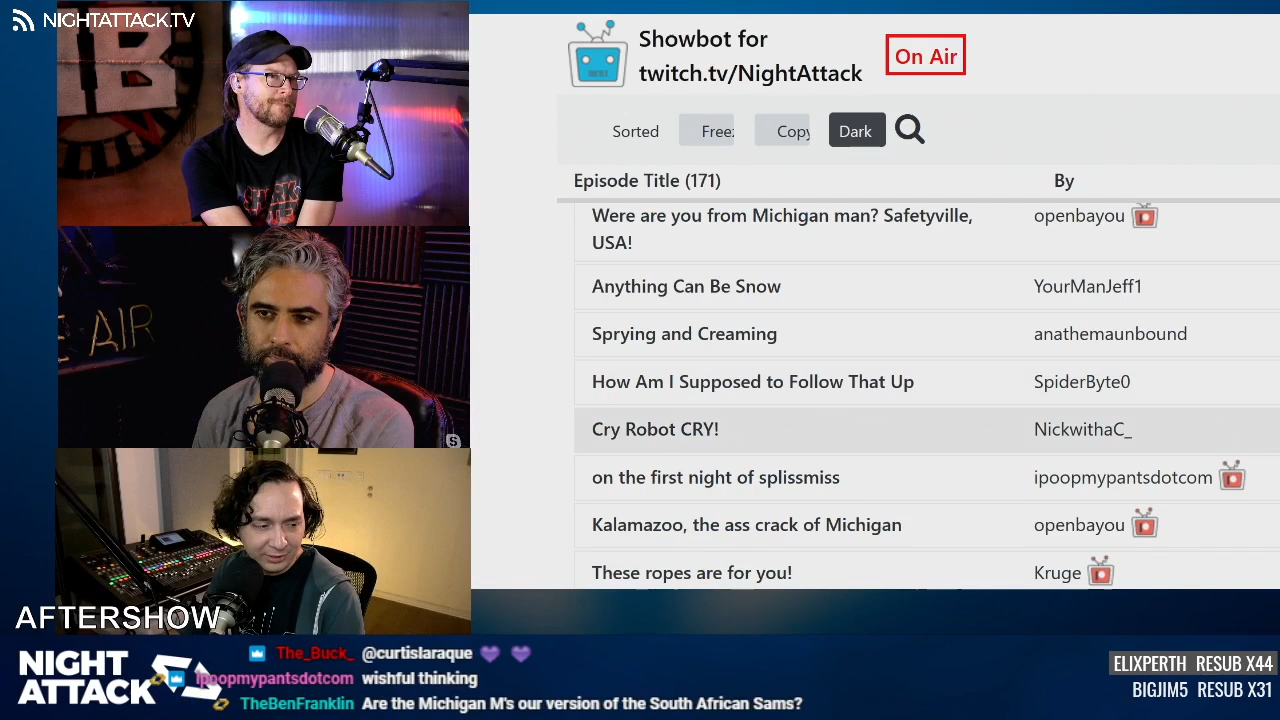 NIGHTATTACK.TV
Showbot for
twitch.tv/NightAttack
On Air
Sorted
Freez
Copy
Dark
Episode Title (171)
By
Were are you from Michigan man? Safetyville,
USA!
openbayou
Anything Can Be Snow
YourManJeff1
Sprying and Creaming
anathemaunbound
How Am I Supposed to Follow That Up
SpiderByte0
Cry Robot CRY!
NickwithaC_
on the first night of splissmiss
ipoopmypantsdotcom
Kalamazoo, the ass crack of Michigan
openbayou
These ropes are for you!
Kruge
E AIR
AFTERSHOW
NIGHT
ATTACK
The_Buck_ @curtislaraque
ipoopmypantsdotcom wishful thinking
TheBenFranklin Are the Michigan M's our version of the South African Sams?
ELIXPERTH RESUB X44
BIGJIM5 RESUB X31